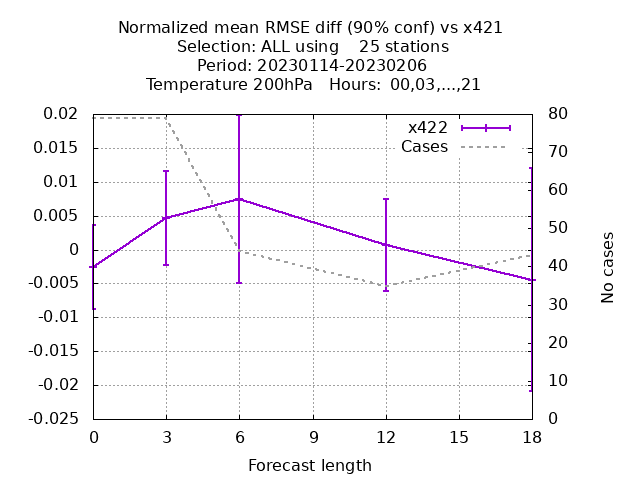 Normalized mean RMSE diff (90% conf) vs x421
Selection: ALL using    25 stations
Period: 20230114-20230206
Temperature 200hPa   Hours:  00,03,...,21
x422
Cases
0.02
0.015
0.01
0.005
0
-0.005
-0.01
-0.015
-0.02
-0.025
80
70
60
50
40
30
20
10
0
No cases
0 3 6 9 12 15 18
Forecast length